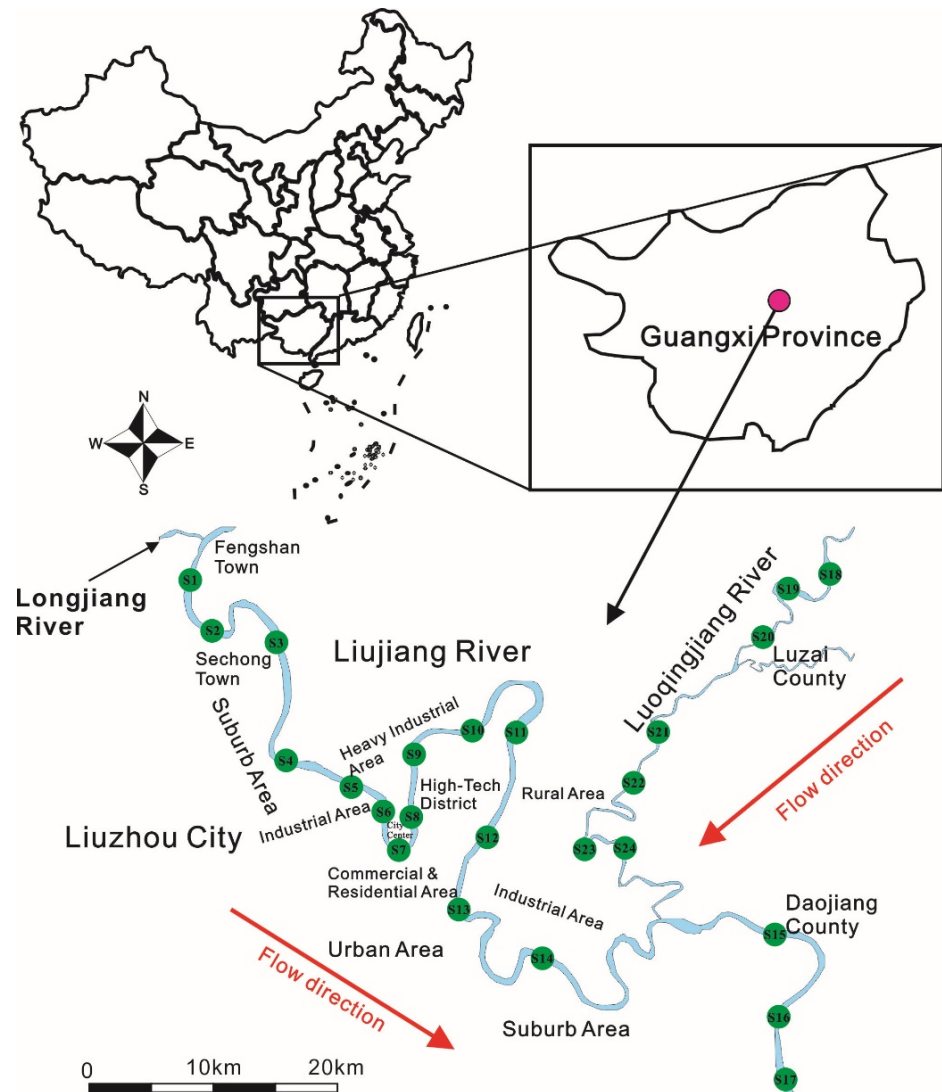 Guangxi Province
N
W
E
S
Fengshan
Town
Longjiang
River
S1
S2
S3
Sechong
Town
Suburb Area
Liujiang River
Luoqingjiang River
S18
S19
S20
Luzai
County
S21
S22
Flow direction
Heavy Industrial
Area
S10
S11
S9
S4
S5
S6
S8
High-Tech
District
Industrial Area
City
Center
S7
Liuzhou City
Commercial &
Residential Area
S12
Rural Area
S23
S24
S13
Industrial Area
Daojiang
County
S15
Urban Area
S14
Flow direction
Suburb Area
S16
S17
0
10km
20km